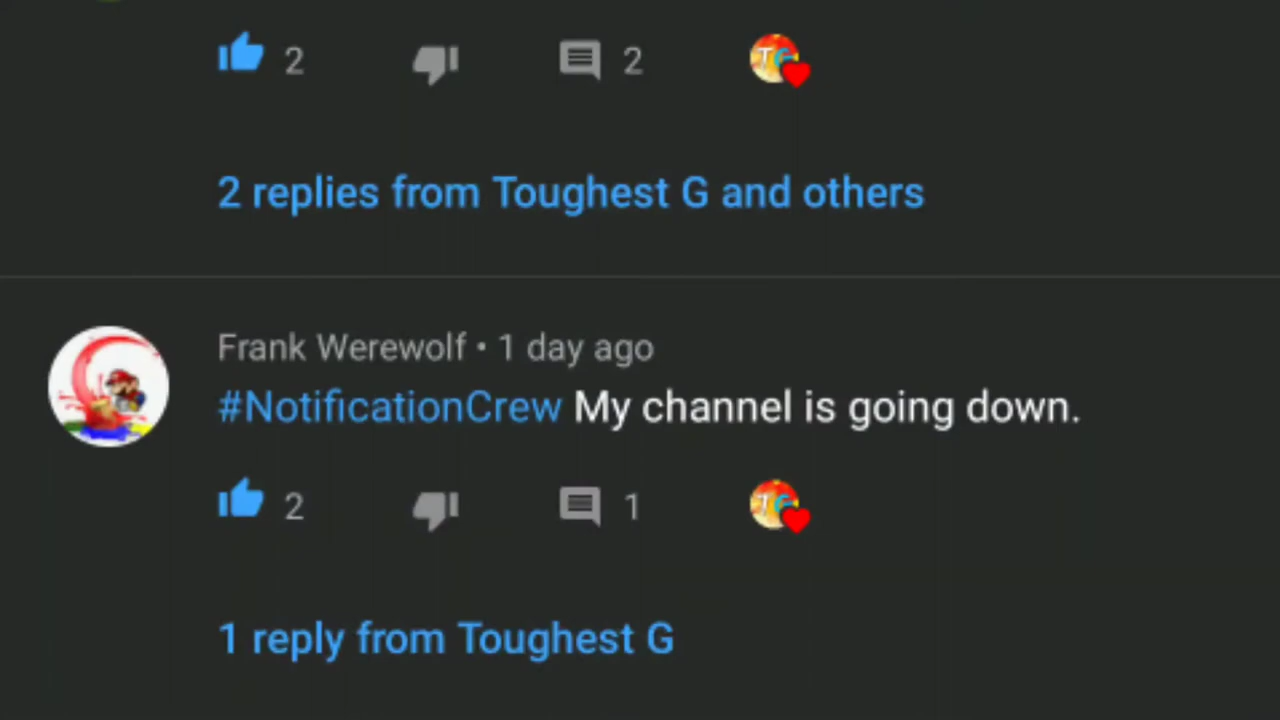 2 2
2 replies from Toughest G and others
Frank Werewolf • 1 day ago
#NotificationCrew My channel is going down.
2 1
1 reply from Toughest G